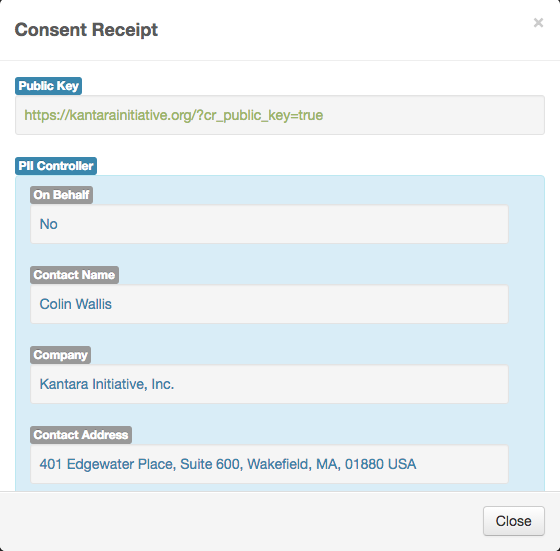 Consent Receipt
×
Public Key
https://kantarainitiative.org/?cr_public_key=true
PII Controller
On Behalf
No
Contact Name
Colin Wallis
Company
Kantara Initiative, Inc.
Contact Address
401 Edgewater Place, Suite 600, Wakefield, MA, 01880 USA
Close